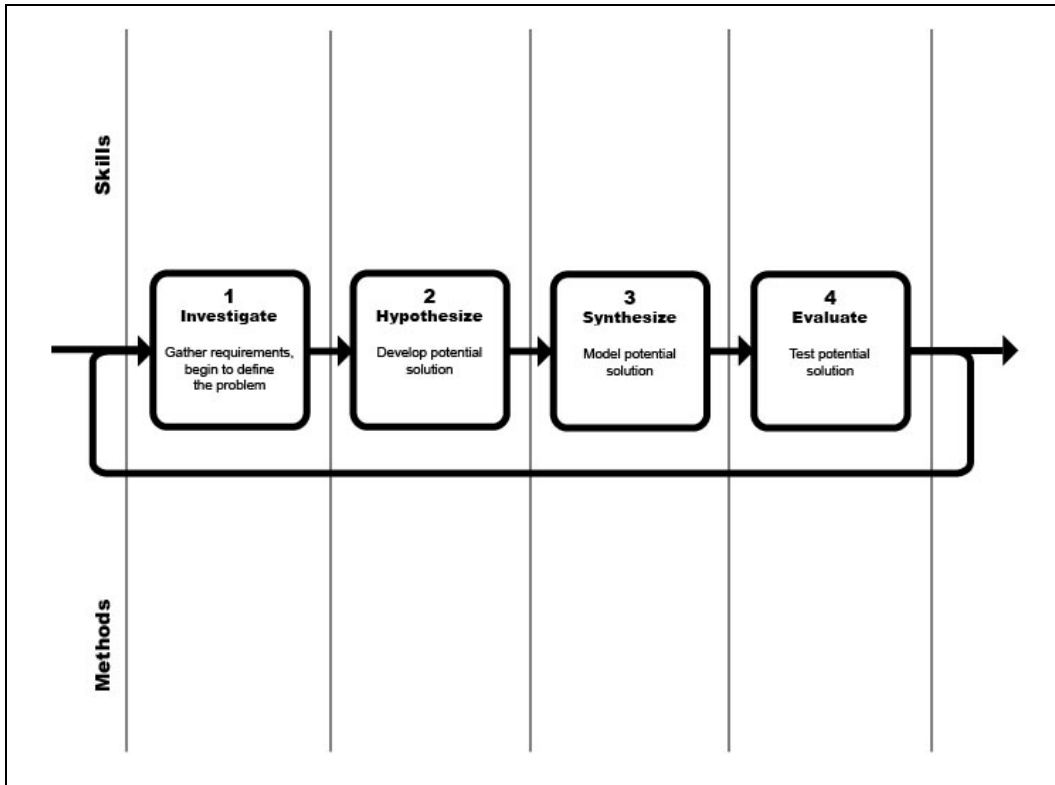 Skills
1
Investigate
Gather requirements,
begin to define
the problem
2
Hypothesize
Develop potential
solution
3
Synthesize
Model potential
solution
4
Evaluate
Test potential
solution
Methods